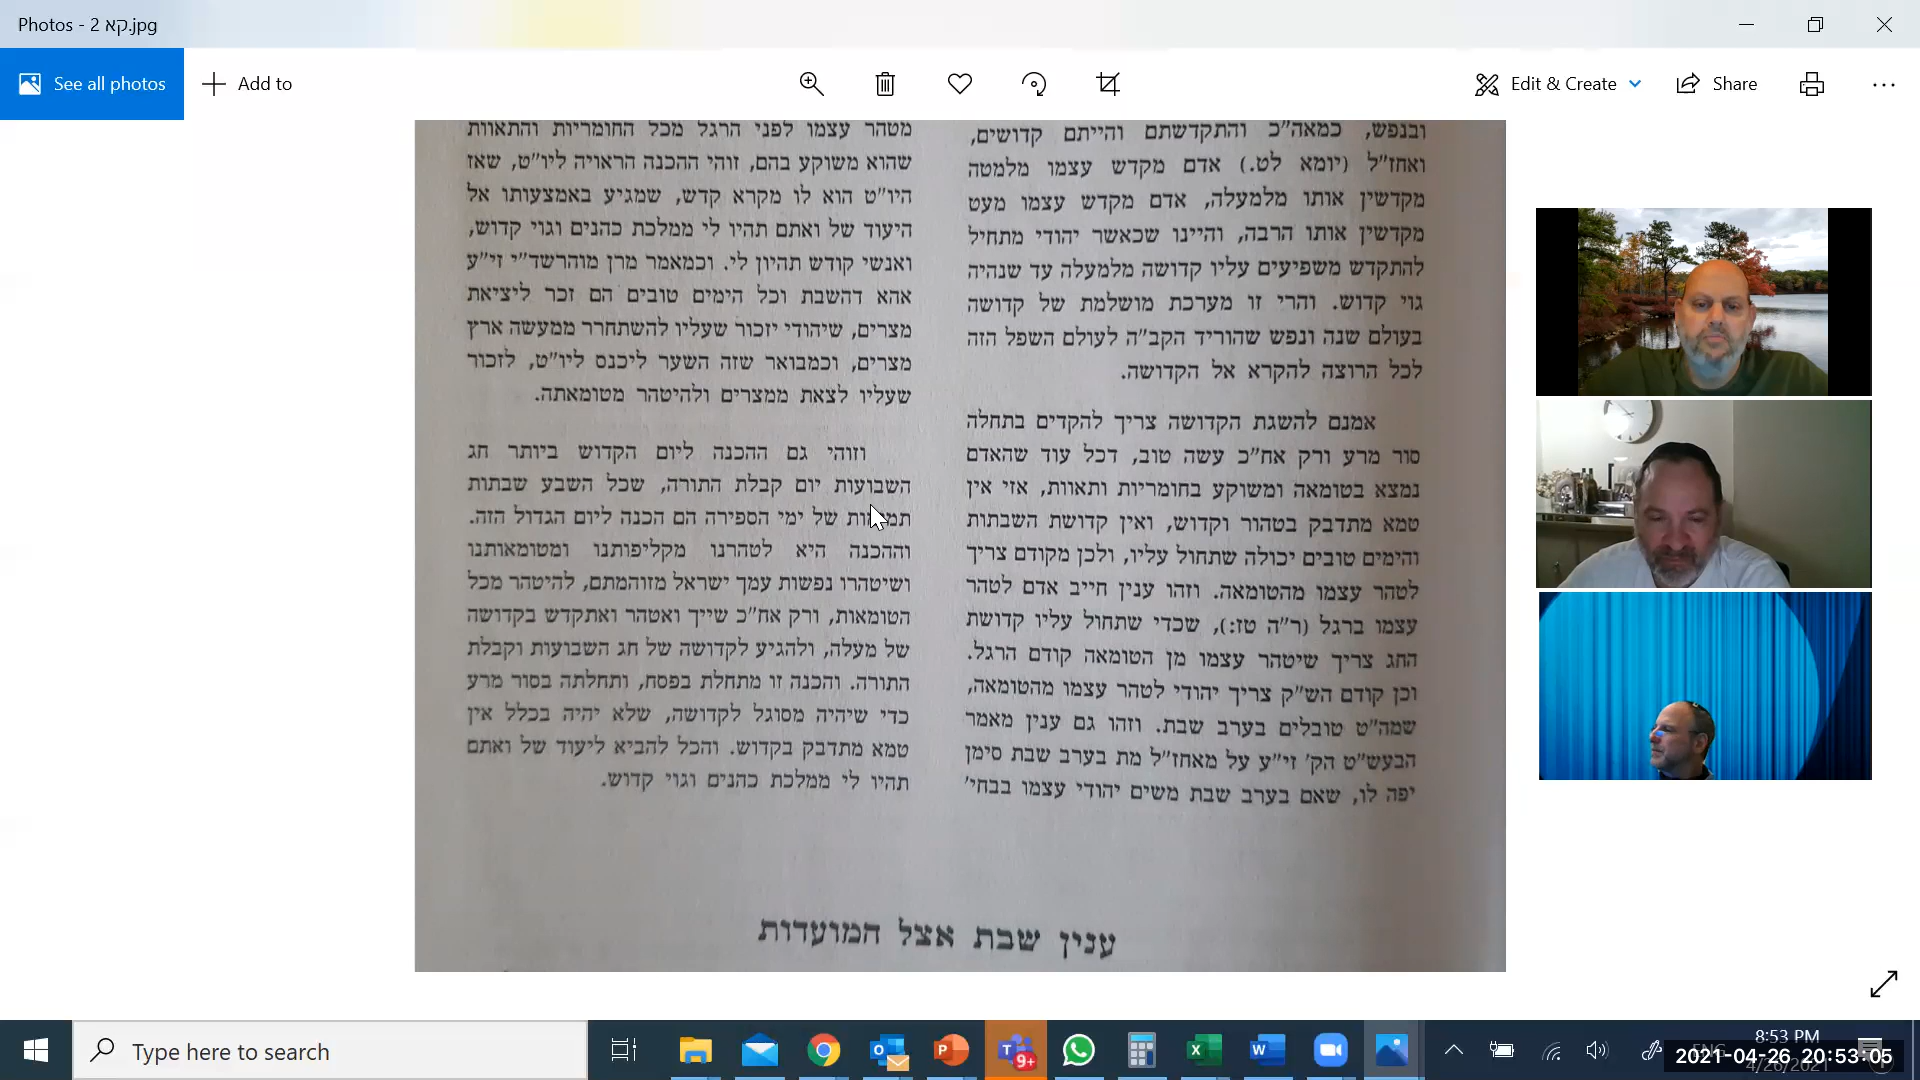 Photos - קא 2.jpg
See all photos
Add to
Edit & Create
Share
ובנפש, כמאה"כ והתקדשתם והייתם קדושים,
ואחז"ל (יומא לט.) אדם מקדש עצמו מלמטה
מקדשין אותו מלמעלה, אדם מקדש עצמו מעט
מקדשין אותו הרבה, והיינו שכאשר יהודי מתחיל
להתקדש משפיעים עליו קדושה מלמעלה עד שנהיה
גוי קדוש. והרי זו מערכת מושלמת של קדושה
בעולם שנה ונפש שהוריד הקב"ה לעולם השפל הזה
לכל הרוצה להקרא אל הקדושה.
אמנם להשגת הקדושה צריך להקדים בתחלה
סור מרע ורק אח"כ עשה טוב, דכל עוד שהאדם
נמצא בטומאה ומשוקע בחומריות ותאוות, אזי אין
טמא מתדבק בטהור וקדוש, ואין קדושת השבתות
והימים טובים יכולה שתחול עליו, ולכן מקודם צריך
לטהר עצמו מהטומאה. וזהו ענין חייב אדם לטהר
עצמו ברגל (ר"ה טז:), שכדי שתחול עליו קדושת
החג צריך שיטהר עצמו מן הטומאה קודם הרגל.
וכן קודם הש"ק צריך יהודי לטהר עצמו מהטומאה,
שמה"ט טובלים בערב שבת. וזהו גם ענין מאמר
הבעש"ט הק' זי"ע על מאחז"ל מת בערב שבת סימן
יפה לו, שאם בערב שבת משים יהודי עצמו בבחי'
מטהר עצמו לפני הרגל מכל החומריות והתאוות
שהוא משוקע בהם, זוהי ההכנה הראויה ליו"ט, שאז
היו"ט הוא לו מקרא קדש, שמגיע באמצעותו אל
היעוד של ואתם תהיו לי ממלכת כהנים וגוי קדוש,
ואנשי קודש תהיון לי. וכמאמר מרן מוהרשד"י זי"ע
אהא דהשבת וכל הימים טובים הם זכר ליציאת
מצרים, שיהודי יזכור שעליו להשתחרר ממעשה ארץ
מצרים, וכמבואר שזה השער ליכנס ליו"ט, לזכור
שעליו לצאת ממצרים ולהיטהר מטומאתה.
וזוהי גם ההכנה ליום הקדוש ביותר חג
השבועות יום קבלת התורה, שכל השבע שבתות
של ימי הספירה הם הכנה ליום הגדול הזה.
וההכנה היא לטהרנו מקליפותנו ומטומאותנו
ושיטהרו נפשות עמך ישראל מזוהמתם, להיטהר מכל
הטומאות, ורק אח"כ שייך ואטהר ואתקדש בקדושה
של מעלה, ולהגיע לקדושה של חג השבועות וקבלת
התורה. והכנה זו מתחלת בפסח, ותחלתה בסור מרע
כדי שיהיה מסוגל לקדושה, שלא יהיה בכלל אין
טמא מתדבק בקדוש. והכל להביא ליעוד של ואתם
תהיו לי ממלכת כהנים וגוי קדוש.
ענין שבת אצל המועדות
Type here to search
9+
8:53 PM
2021-04-26 20:53:05